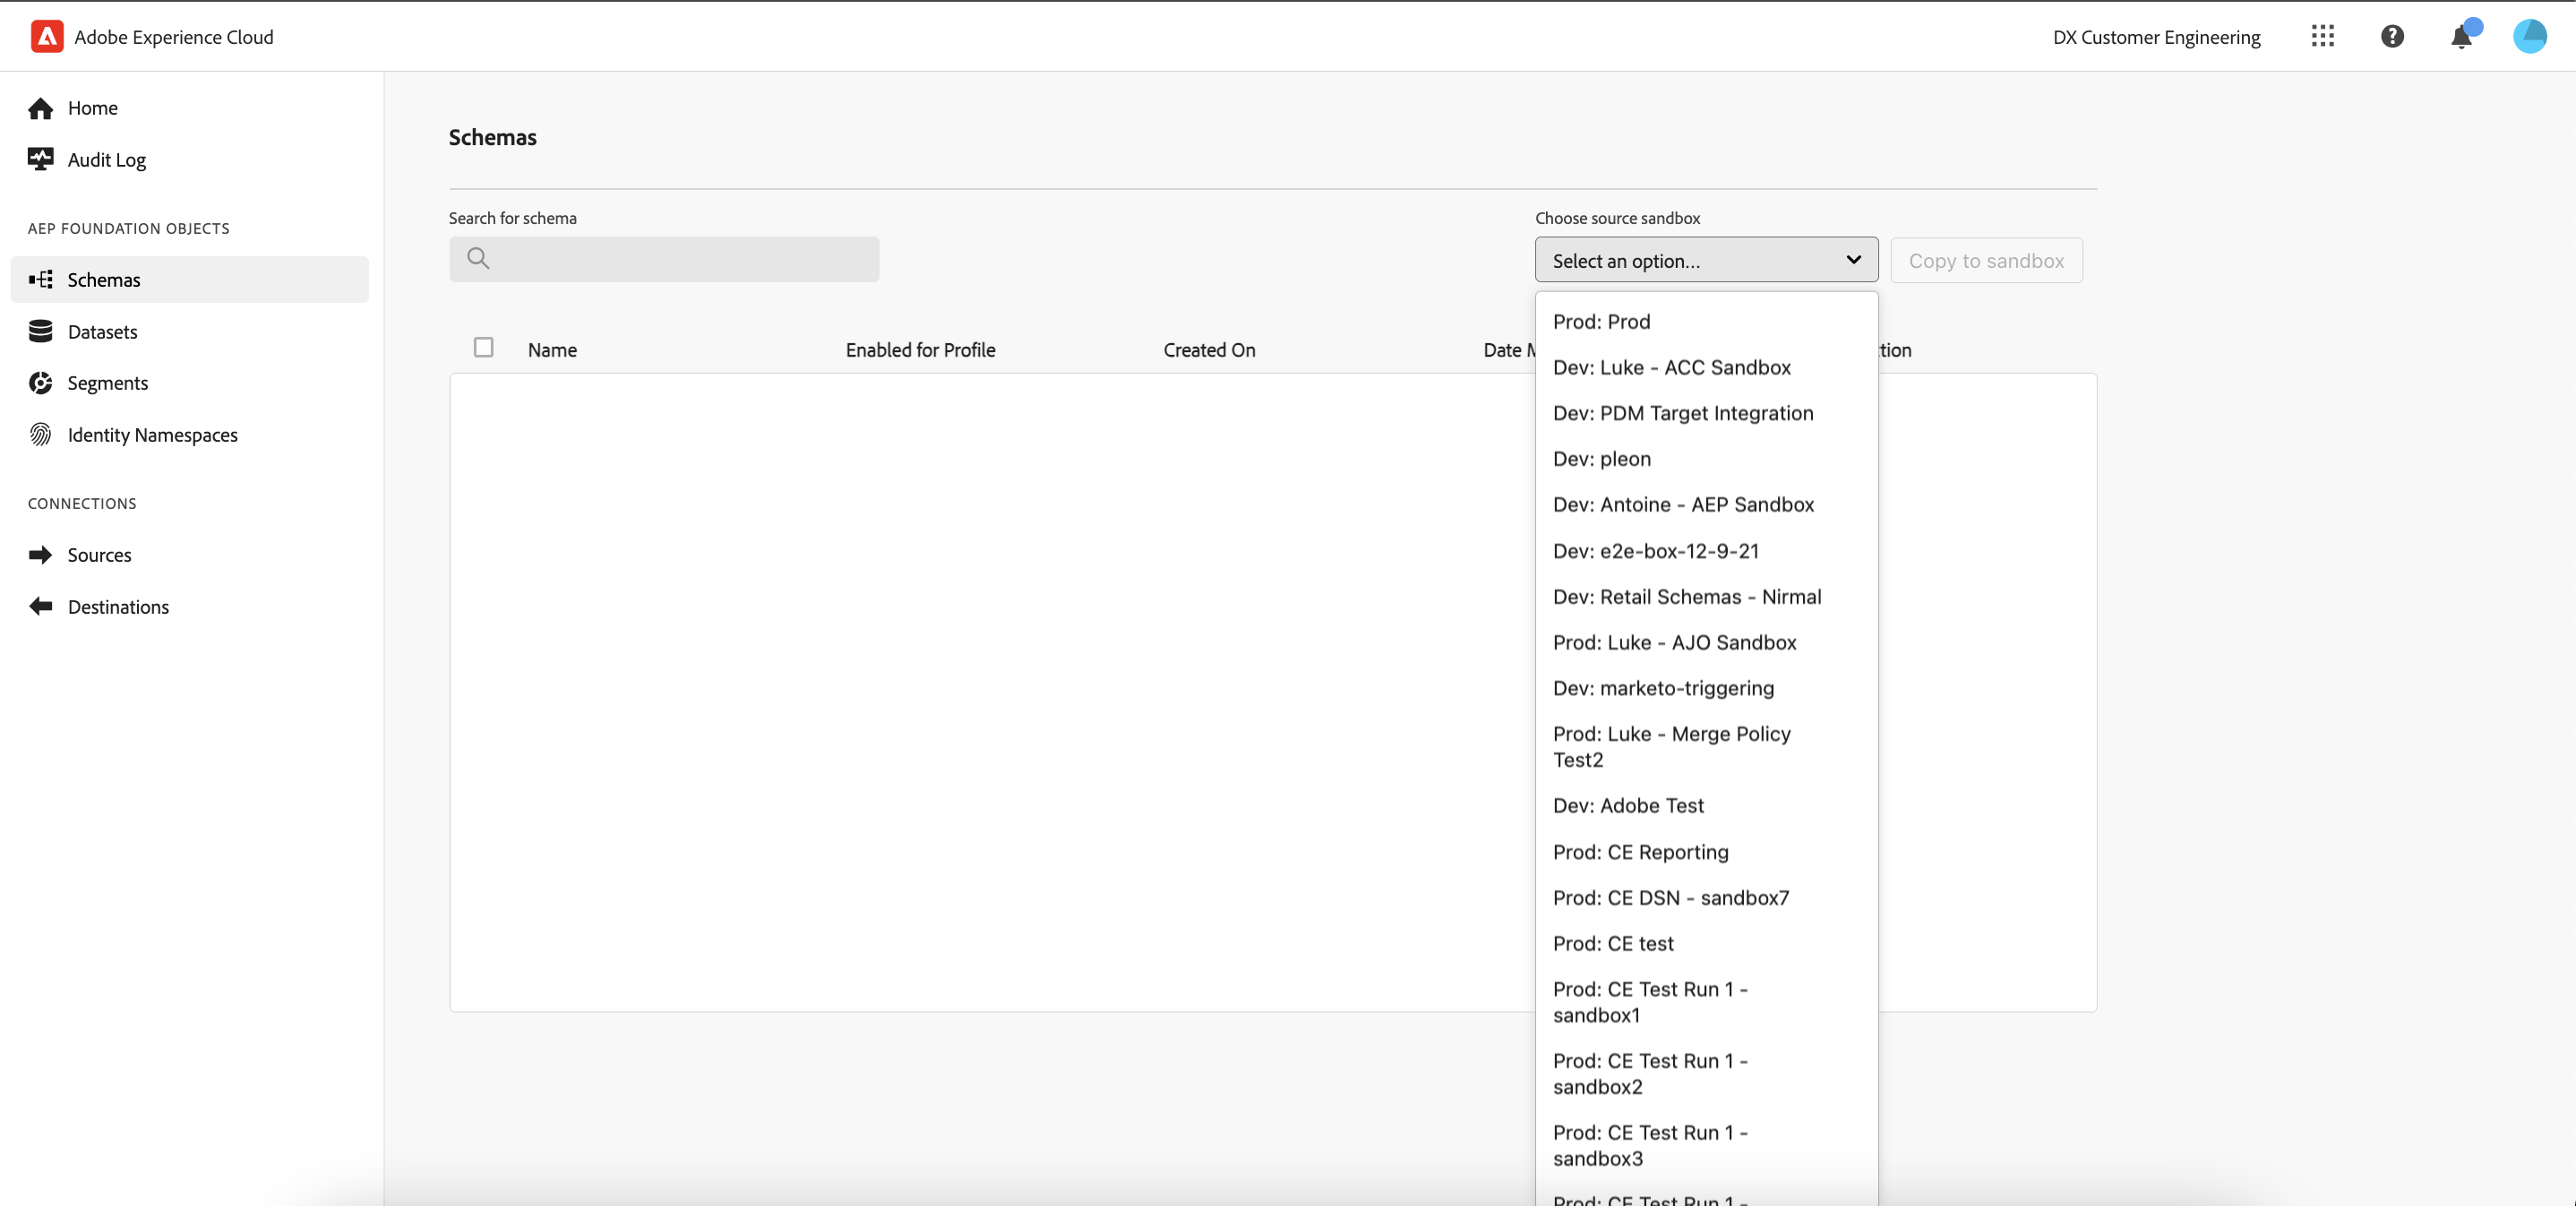 Adobe Experience Cloud
DX Customer Engineering
Home
Audit Log
AEP FOUNDATION OBJECTS
Schemas
Datasets
Segments
Identity Namespaces
CONNECTIONS
Sources
Destinations
Schemas
Search for schema
Choose source sandbox
Select an option...
Copy to sandbox
Name
Enabled for Profile
Created On
Date
Prod: Prod
Dev: Luke - ACC Sandbox
Dev: PDM Target Integration
Dev: pleon
Dev: Antoine - AEP Sandbox
Dev: e2e-box-12-9-21
Dev: Retail Schemas - Nirmal
Prod: Luke - AJO Sandbox
Dev: marketo-triggering
Prod: Luke - Merge Policy
Test2
Dev: Adobe Test
Prod: CE Reporting
Prod: CE DSN - sandbox7
Prod: CE test
Prod: CE Test Run 1 -
sandbox1
Prod: CE Test Run 1 -
sandbox2
Prod: CE Test Run 1 -
sandbox3
Prod: CE Test Run 1 -